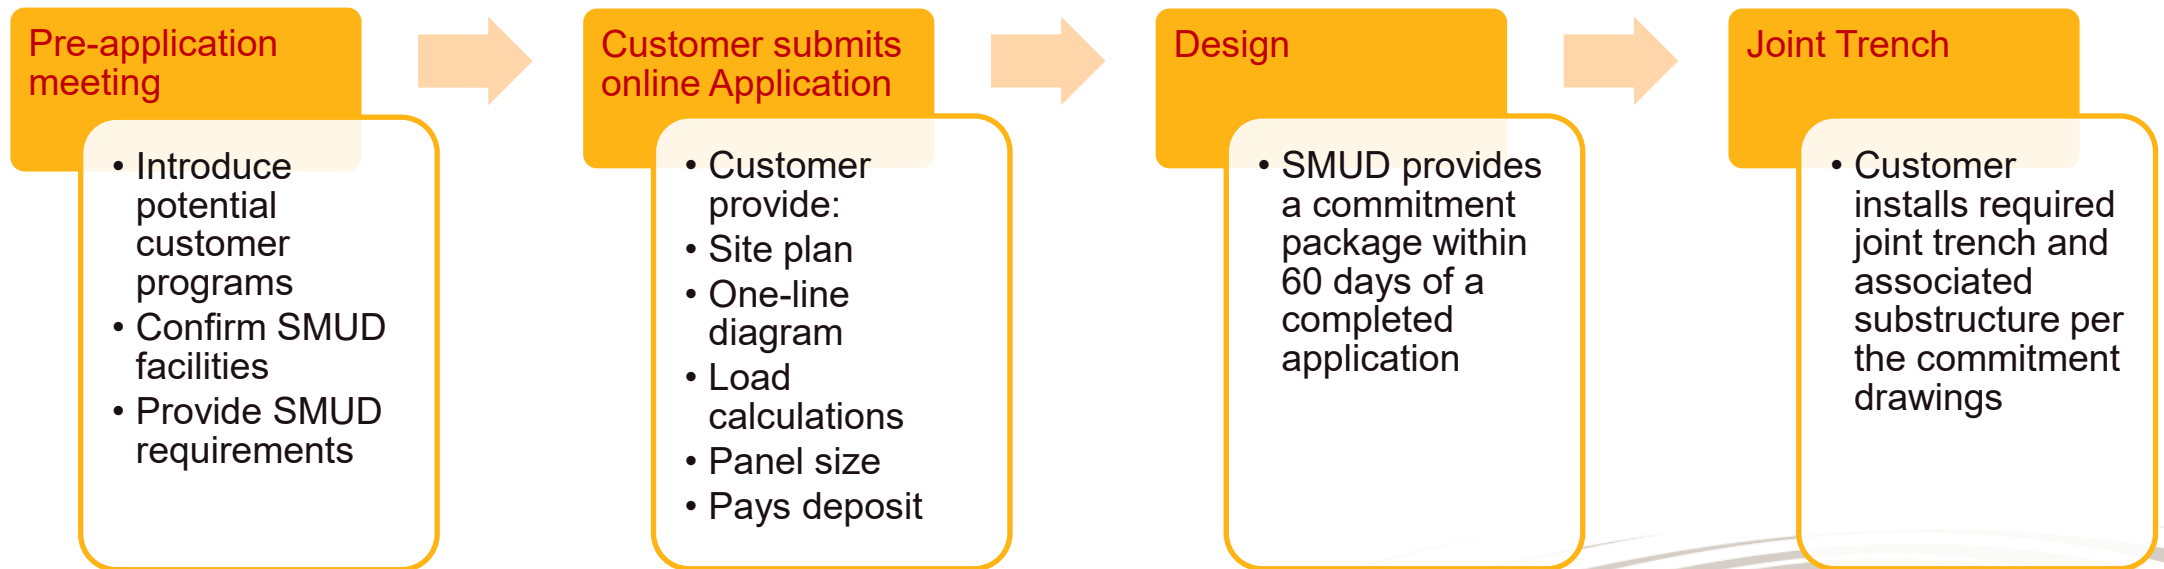 Pre-application
meeting
• Introduce
potential
customer
programs
• Confirm SMUD
facilities
• Provide SMUD
requirements
Customer submits
online Application
• Customer
provide:
• Site plan
• One-line
diagram
• Load
calculations
• Panel size
• Pays deposit
Design
• SMUD provides
a commitment
package within
60 days of a
completed
application
Joint Trench
• Customer
installs required
joint trench and
associated
substructure per
the commitment
drawings